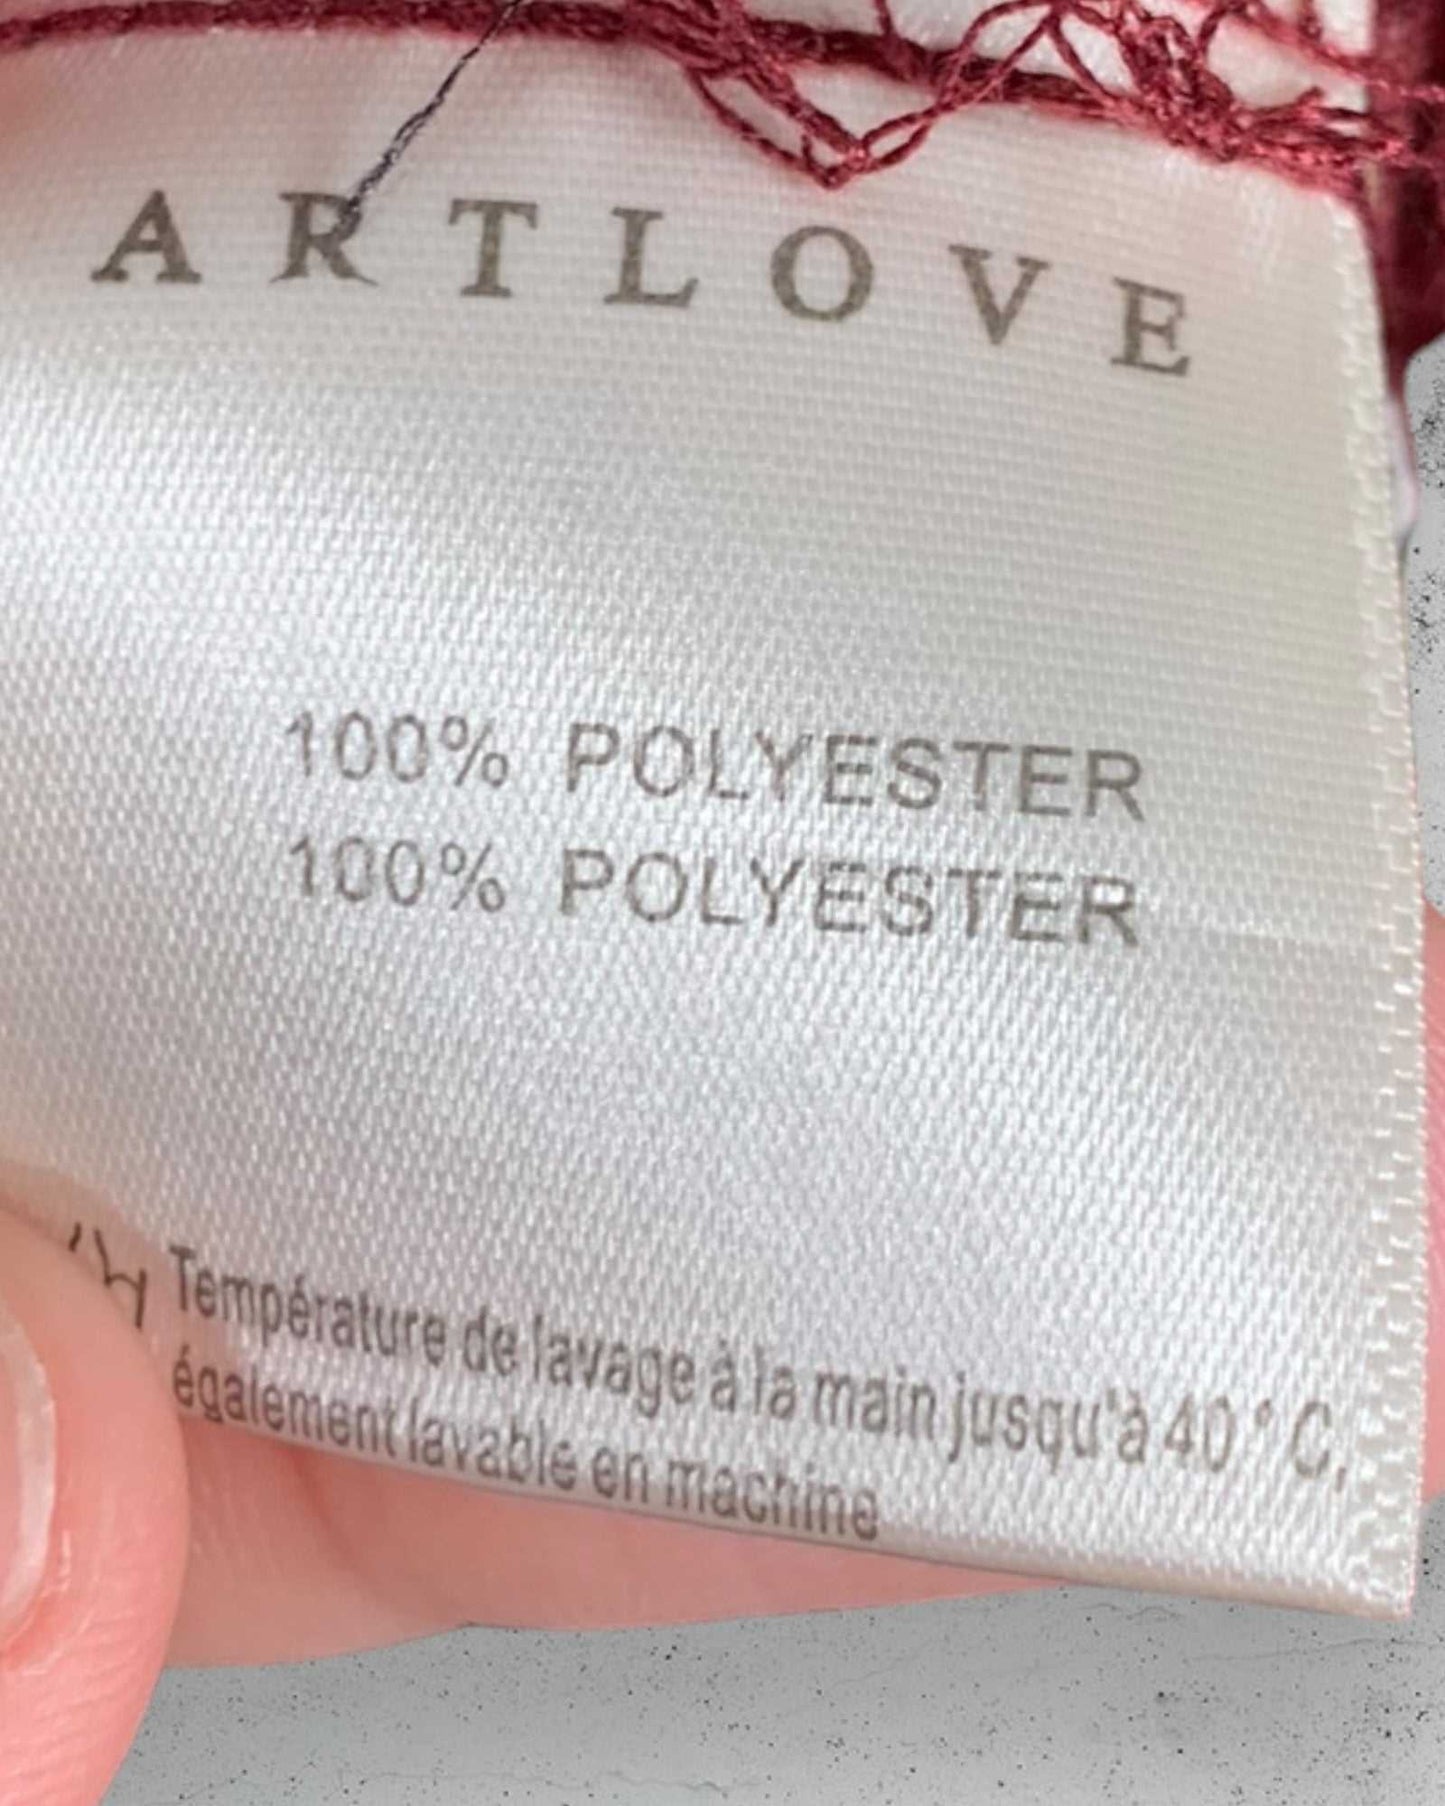 ARTLOVE
100% POLYESTER
100% POLYESTER
Température de lavage à la main jusqu'à 40° C,
également lavable en machine